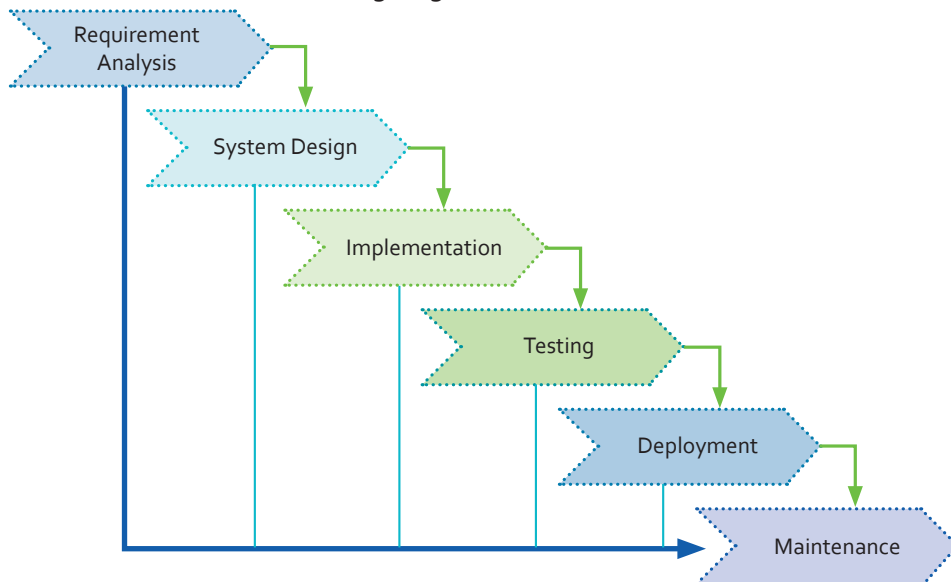 Requirement
Analysis
System Design
Implementation
Testing
Deployment
Maintenance